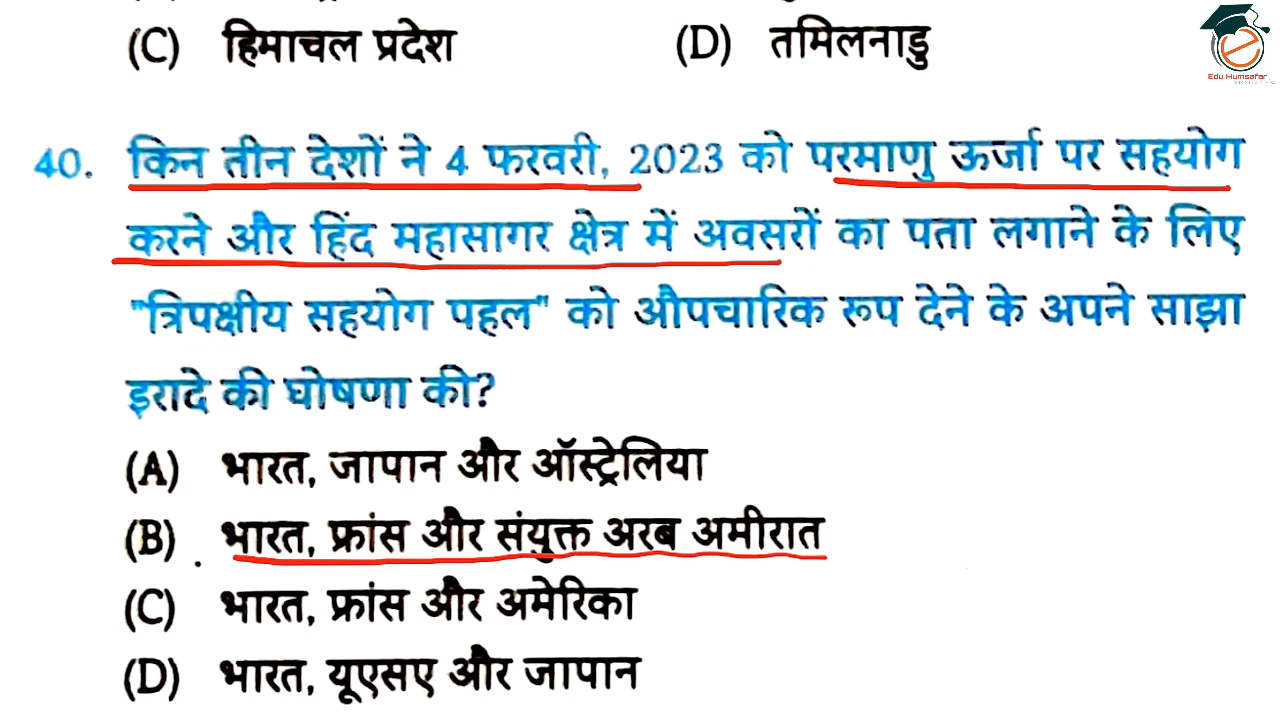 (C) हिमाचल प्रदेश (D) तमिलनाडु
Edu Humsafar
40. किन तीन देशों ने 4 फरवरी, 2023 को परमाणु ऊर्जा पर सहयोग
करने और हिंद महासागर क्षेत्र में अवसरों का पता लगाने के लिए
"त्रिपक्षीय सहयोग पहल" को औपचारिक रूप देने के अपने साझा
इरादे की घोषणा की?
(A) भारत, जापान और ऑस्ट्रेलिया
(B) भारत, फ्रांस और संयुक्त अरब अमीरात
(C) भारत, फ्रांस और अमेरिका
(D) भारत, यूएसए और जापान